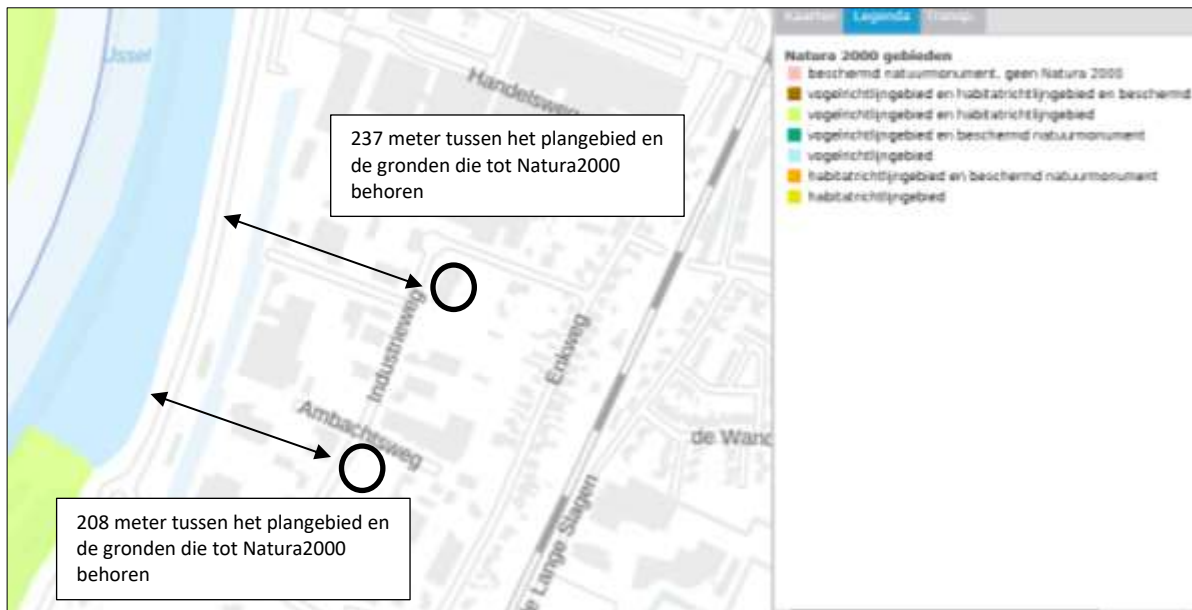 Kaarten Legenda Transp.
Natura 2000 gebieden
beschermd natuurmonument, geen Natura 2000
vogelrichtlijngebied en habitatrichtlijngebied en beschermd
vogelrichtlijngebied en habitatrichtlijngebied
vogelrichtlijngebied en beschermd natuurmonument
vogelrichtlijngebied
habitatrichtlijngebied en beschermd natuurmonument
habitatrichtlijngebied
IJssel
Handelsweg
237 meter tussen het plangebied en
de gronden die tot Natura2000
behoren
Industrieweg
Enkweg
Ambachtsweg
de Wand
e Lange Slagen
208 meter tussen het plangebied en
de gronden die tot Natura2000
behoren